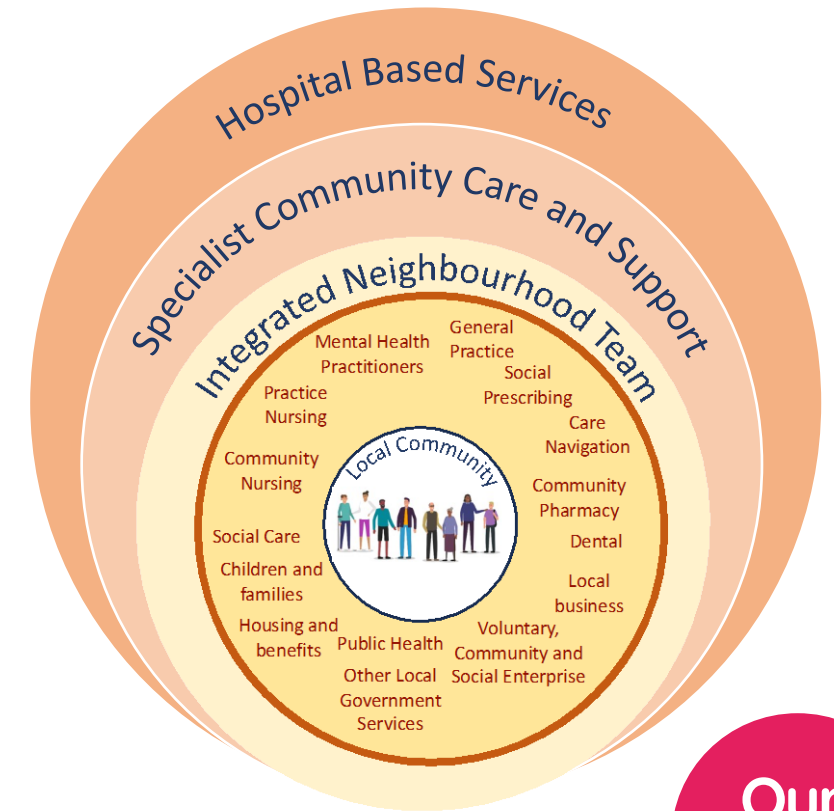 Hospital Based Services
Specialist Community Care and Support
Integrated Neighbourhood Team
Mental Health
Practitioners
General
Practice
Social
Prescribing
Practice
Nursing
Care
Navigation
Local Community
Community
Nursing
Community
Pharmacy
Social Care
Dental
Children and
families
Local
business
Housing and
benefits
Public Health
Voluntary,
Community and
Social Enterprise
Other Local
Government
Services
Our